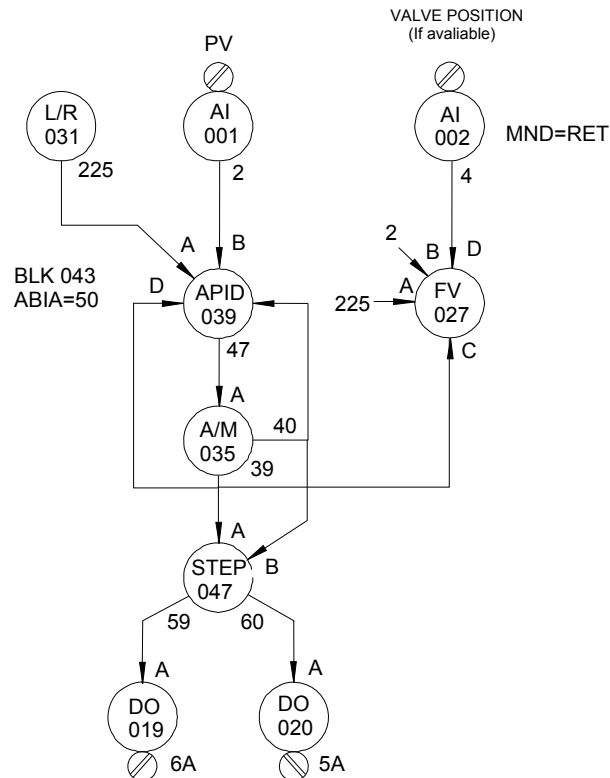 VALVE POSITION
(If avaliable)
PV
L/R
031
AI
001
AI
002
MND=RET
225
2
4
A
B
2
B
D
BLK 043
ABIA=50
D
APID
039
225
A
FV
027
47
C
A
A/M
035
40
39
A
STEP
047
B
59
60
A
A
DO
019
DO
020
6A
5A